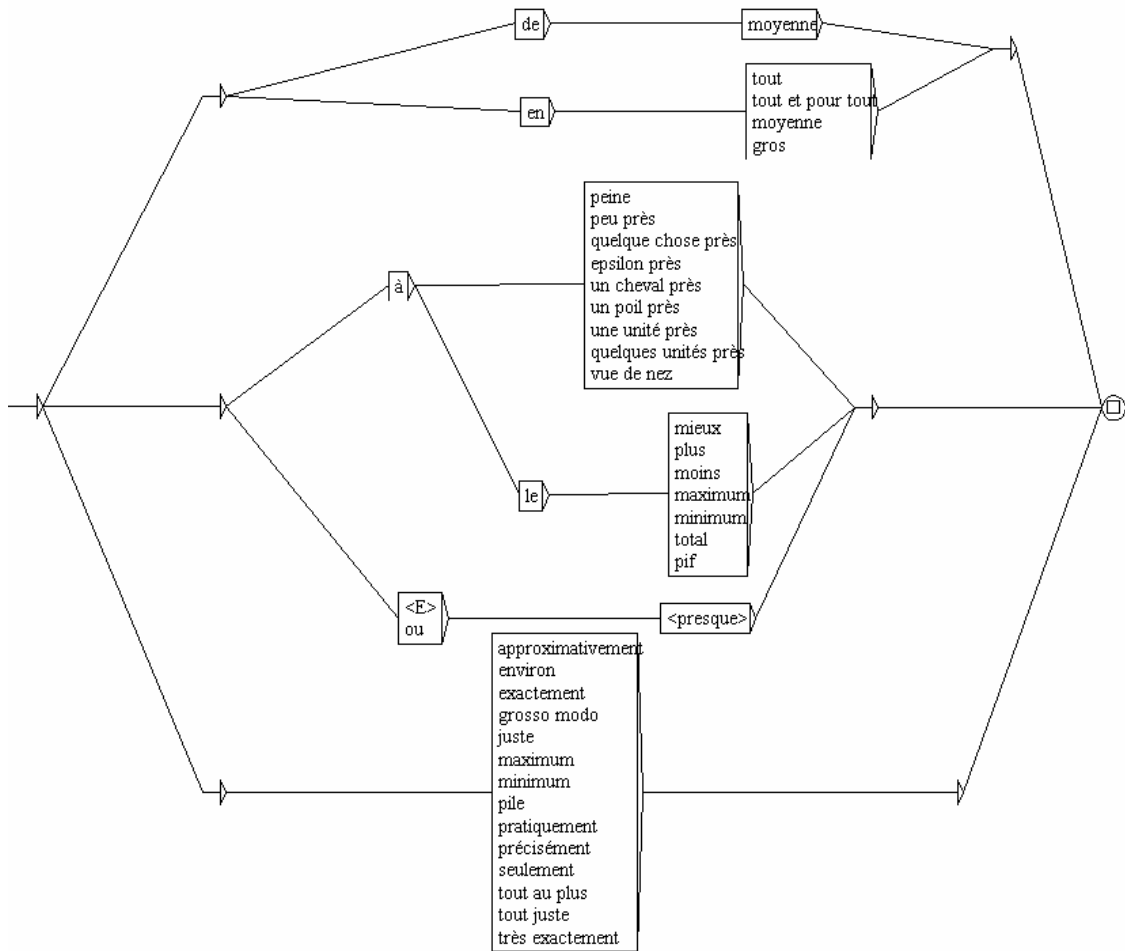 de
moyenne
en
tout
tout et pour tout
moyenne
gros
à
peine
peu près
quelque chose près
epsilon près
un cheval près
un poil près
une unité près
quelques unités près
vue de nez
le
mieux
plus
moins
maximum
minimum
total
pif
<E>
ou
<presque>
approximativement
environ
exactement
grosso modo
juste
maximum
minimum
pile
pratiquement
précisément
seulement
tout au plus
tout juste
très exactement